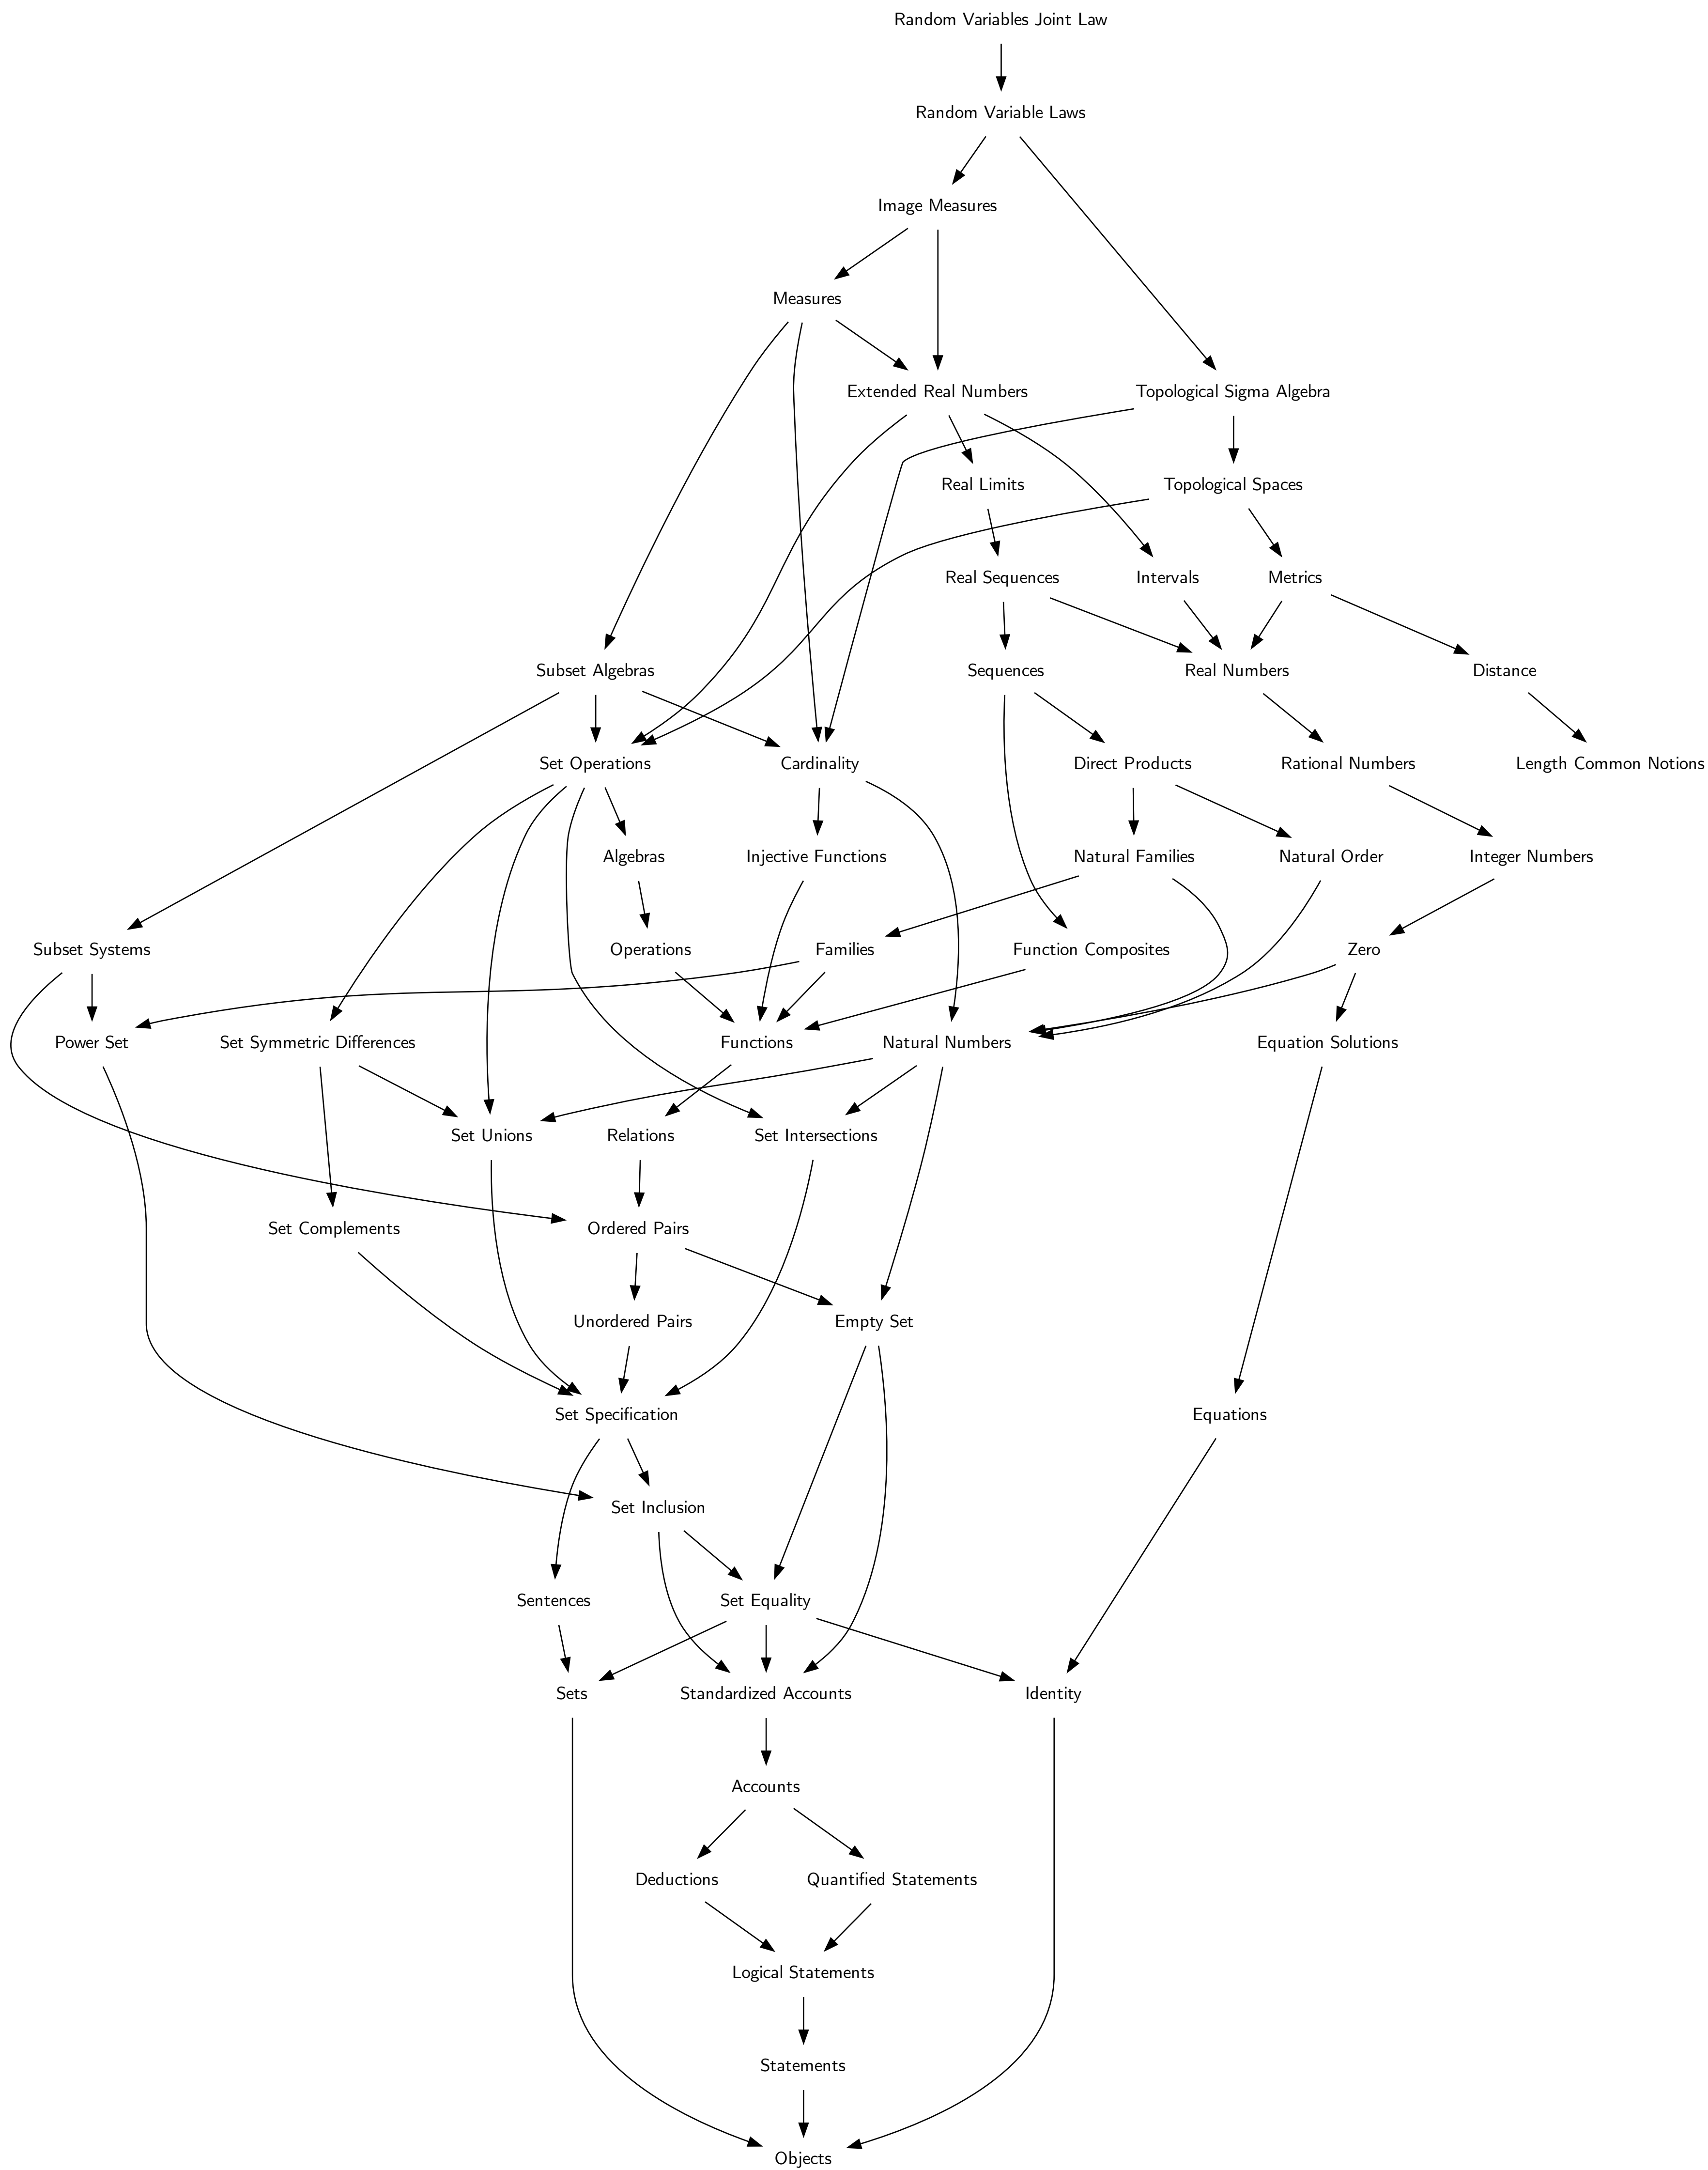 Random Variables Joint Law
Random Variable Laws
Image Measures
Measures
Extended Real Numbers
Topological Sigma Algebra
Real Limits
Topological Spaces
Real Sequences
Intervals
Metrics
Subset Algebras
Sequences
Real Numbers
Distance
Set Operations
Cardinality
Direct Products
Rational Numbers
Length Common Notions
Algebras
Injective Functions
Natural Families
Natural Order
Integer Numbers
Subset Systems
Operations
Families
Function Composites
Zero
Power Set
Set Symmetric Differences
Functions
Natural Numbers
Equation Solutions
Set Unions
Relations
Set Intersections
Set Complements
Ordered Pairs
Unordered Pairs
Empty Set
Set Specification
Equations
Set Inclusion
Sentences
Set Equality
Sets
Standardized Accounts
Identity
Accounts
Deductions
Quantified Statements
Logical Statements
Statements
Objects